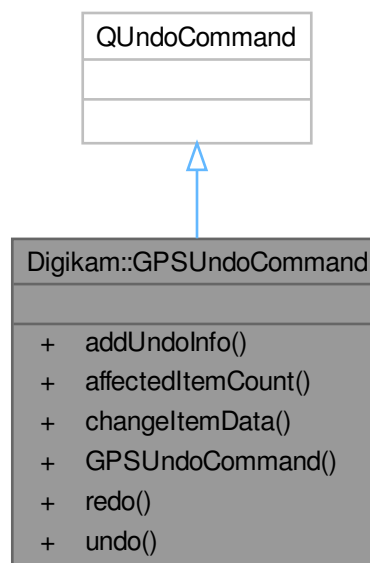 QUndoCommand
Digikam::GPSUndoCommand
+ addUndoInfo()
+ affectedItemCount()
+ changeItemData()
+ GPSUndoCommand()
+ redo()
+ undo()